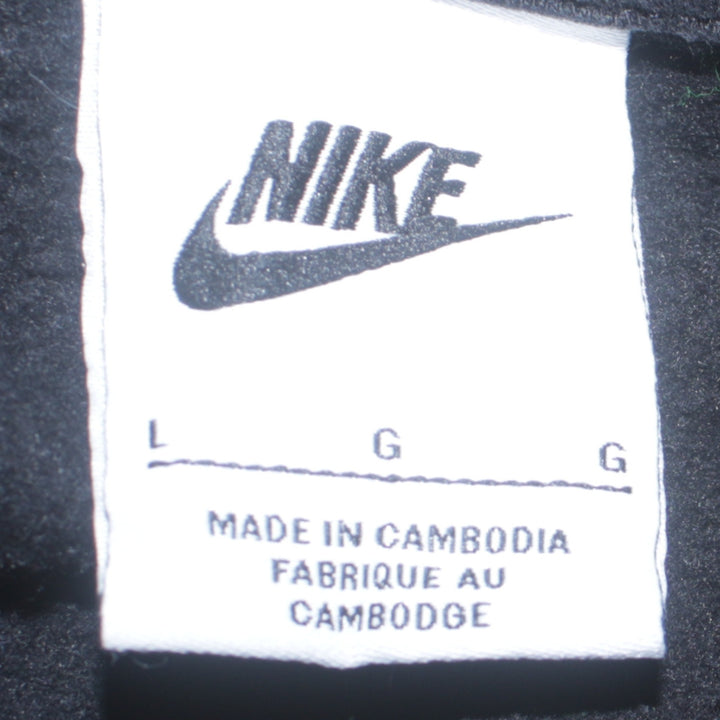 NIKE
L G G
MADE IN CAMBODIA
FABRIQUE AU
CAMBODGE